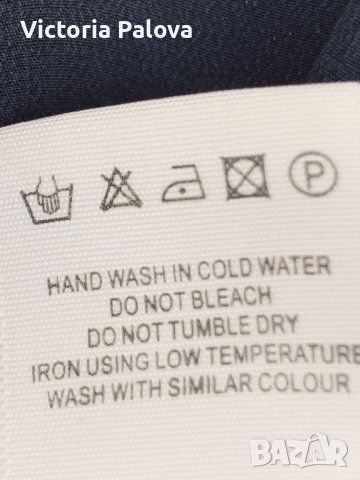 Victoria Palova
P
HAND WASH IN COLD WATER
DO NOT BLEACH
DO NOT TUMBLE DRY
IRON USING LOW TEMPERATURE
WASH WITH SIMILAR COLOUR
BAZAR